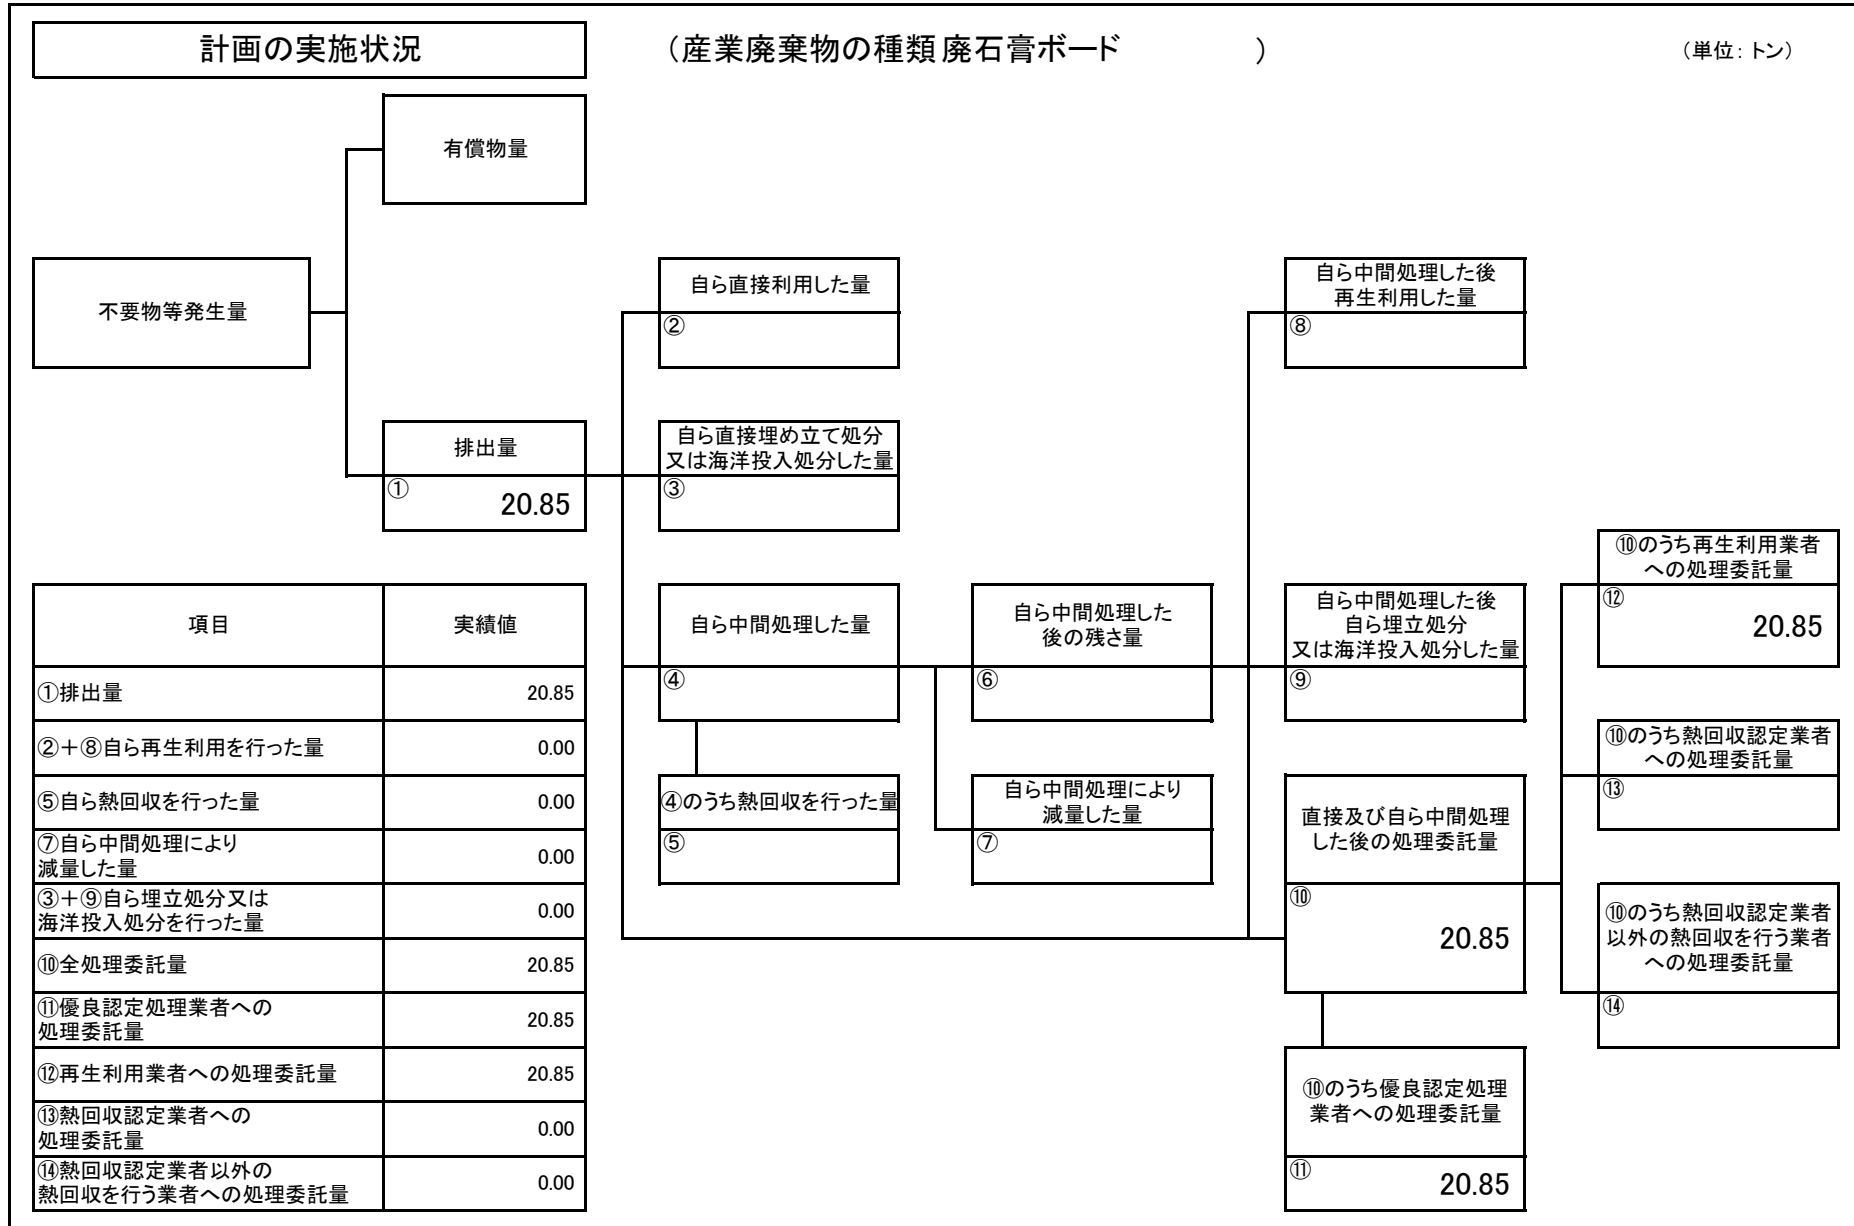 計画の実施状況
（産業廃棄物の種類 廃石膏ボード　　　　）
（単位：トン）
有償物量
不要物等発生量
自ら直接利用した量
②
自ら中間処理した後
再生利用した量
⑧
排出量
① 20.85
自ら直接埋め立て処分
又は海洋投入処分した量
③
⑩のうち再生利用業者
への処理委託量
⑫ 20.85
自ら中間処理した量
④
自ら中間処理した
後の残さ量
⑥
自ら中間処理した後
自ら埋立処分
又は海洋投入処分した量
⑨
⑩のうち熱回収認定業者
への処理委託量
⑬
④のうち熱回収を行った量
⑤
自ら中間処理により
減量した量
⑦
直接及び自ら中間処理
した後の処理委託量
⑩ 20.85
⑩のうち熱回収認定業者
以外の熱回収を行う業者
への処理委託量
⑭
⑩のうち優良認定処理
業者への処理委託量
⑪ 20.85
項目 実績値
①排出量 20.85
②＋⑧自ら再生利用を行った量 0.00
⑤自ら熱回収を行った量 0.00
⑦自ら中間処理により
減量した量 0.00
③＋⑨自ら埋立処分又は
海洋投入処分を行った量 0.00
⑩全処理委託量 20.85
⑪優良認定処理業者への
処理委託量 20.85
⑫再生利用業者への処理委託量 20.85
⑬熱回収認定業者への
処理委託量 0.00
⑭熱回収認定業者以外の
熱回収を行う業者への処理委託量 0.00